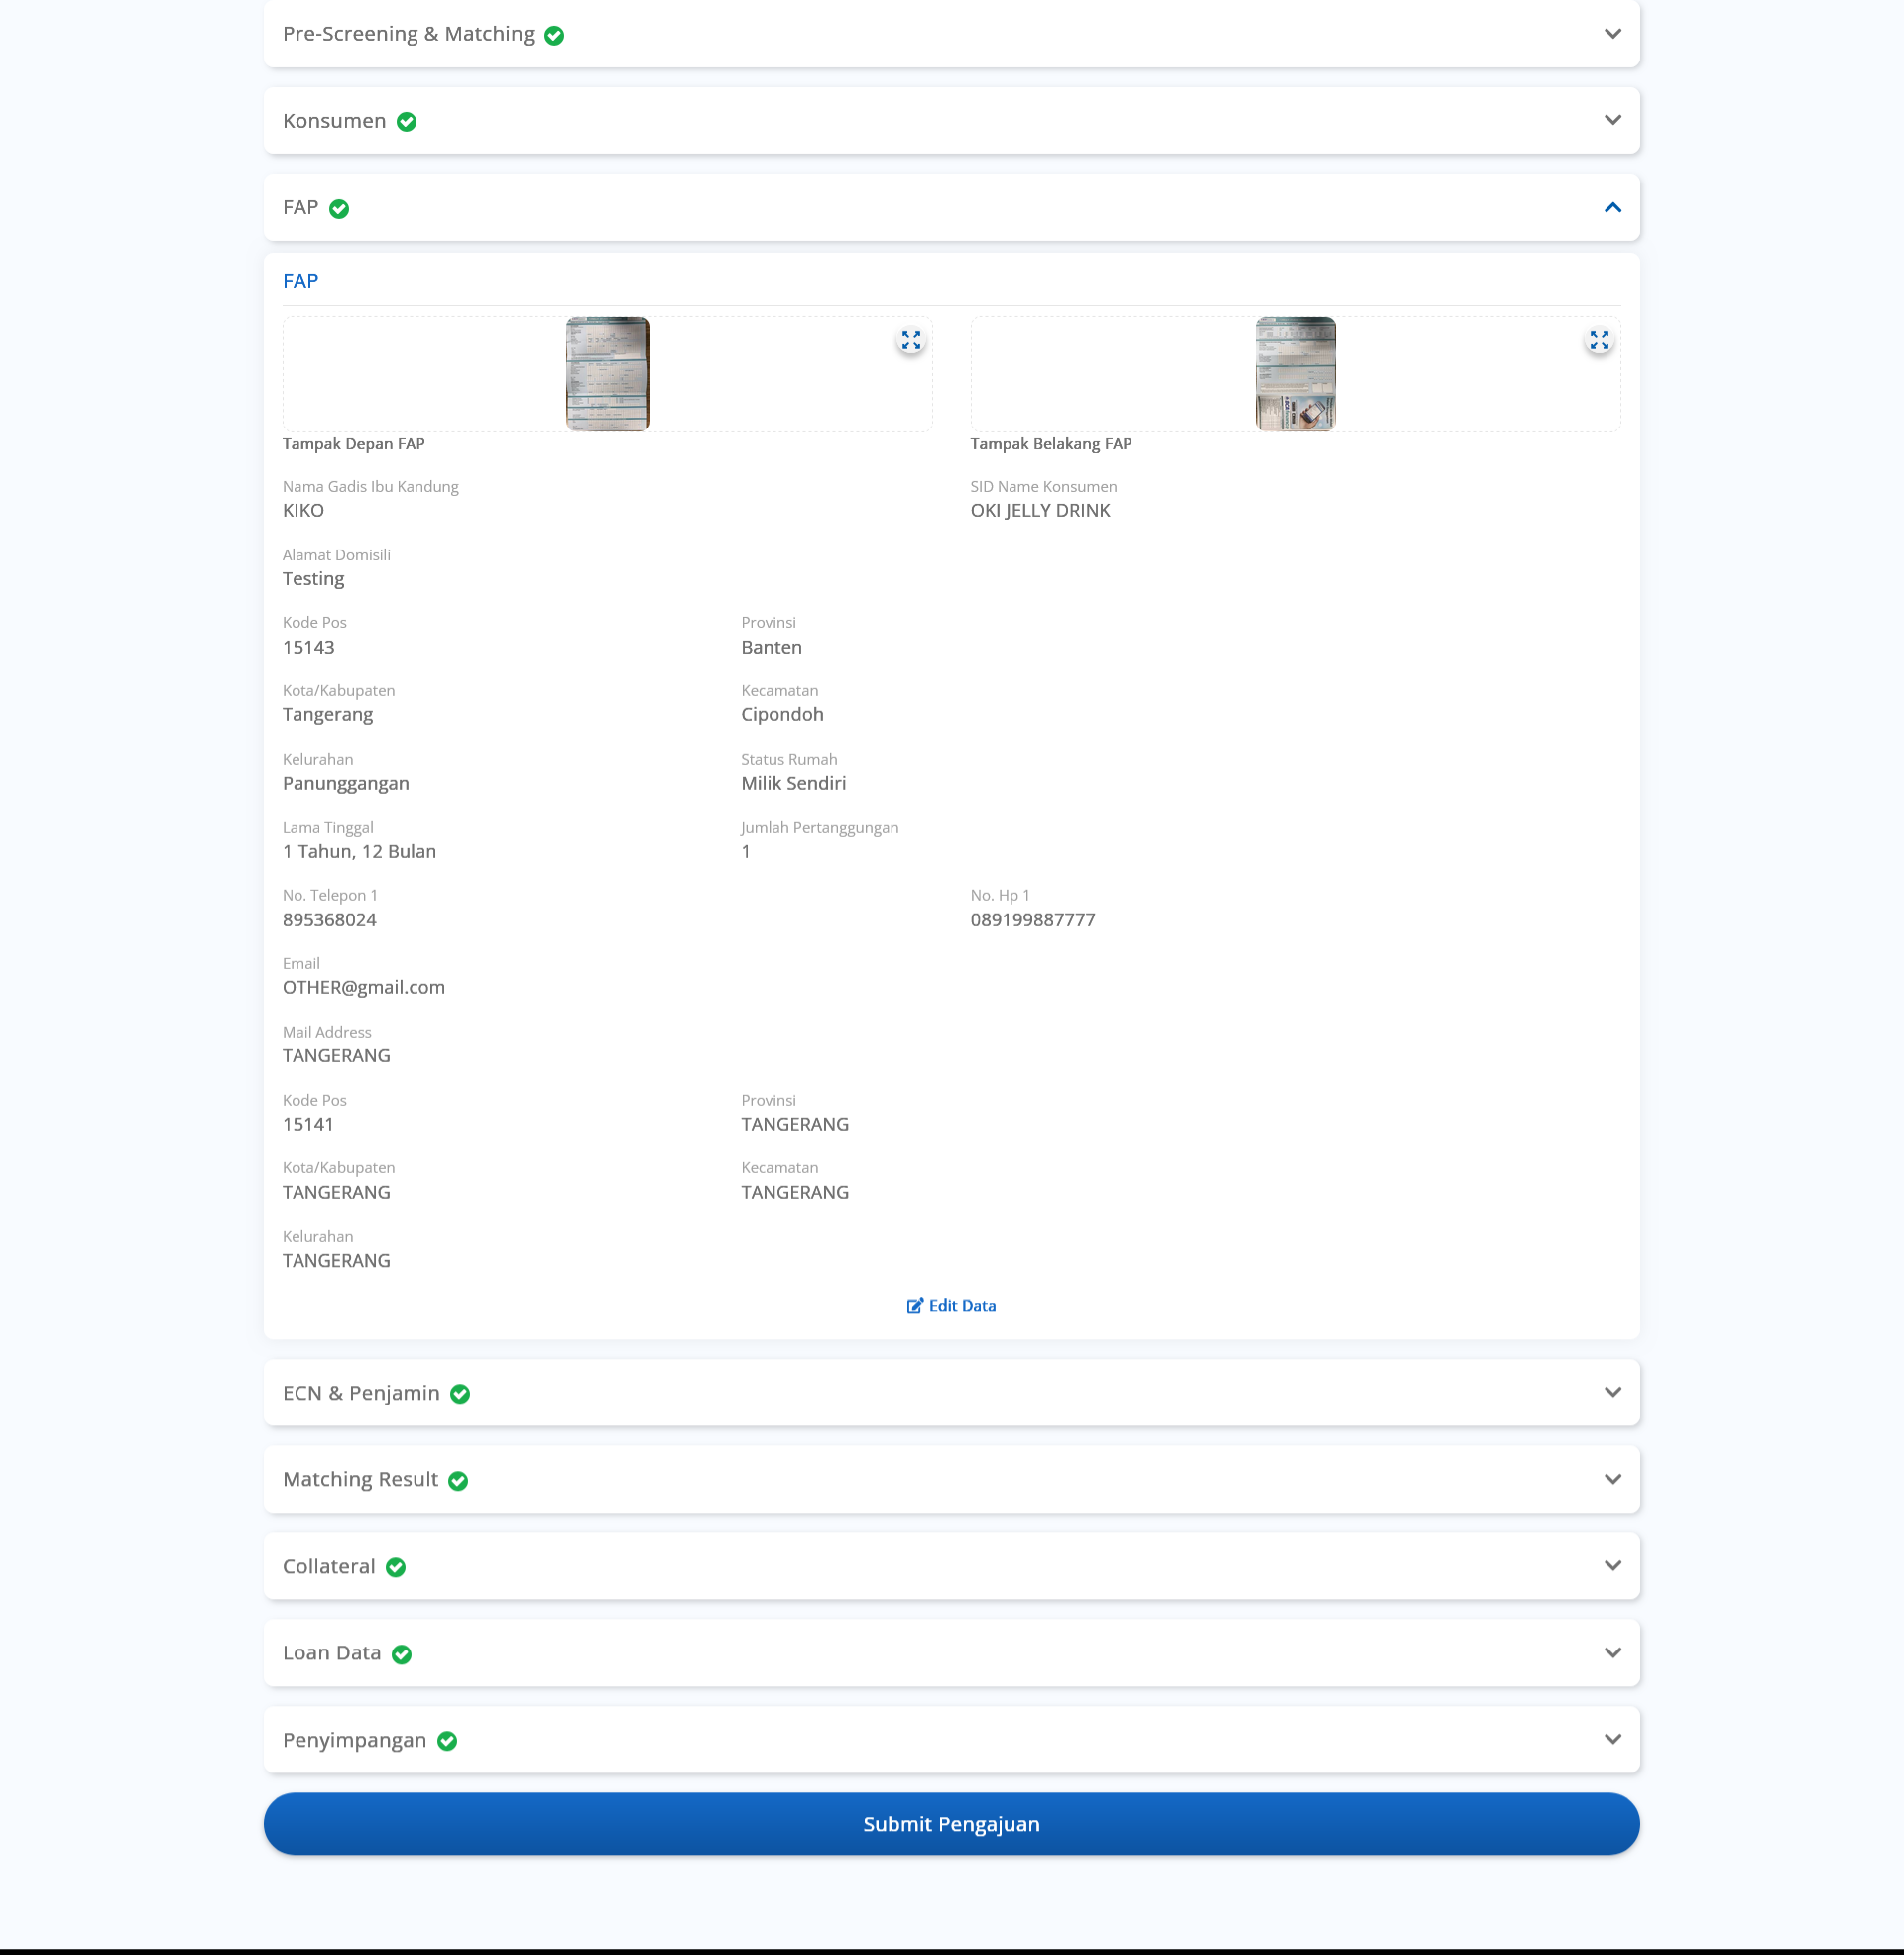 Pre-Screening & Matching
Konsumen
FAP
FAP
Tampak Depan FAP
Tampak Belakang FAP
Nama Gadis Ibu Kandung
SID Name Konsumen
KIKO
OKI JELLY DRINK
Alamat Domisili
Testing
Kode Pos
Provinsi
15143
Banten
Kota/Kabupaten
Kecamatan
Tangerang
Cipondoh
Kelurahan
Status Rumah
Panunggangan
Milik Sendiri
Lama Tinggal
Jumlah Pertanggungan
1 Tahun, 12 Bulan
1
No. Telepon 1
No. Hp 1
895368024
089199887777
Email
OTHER@gmail.com
Mail Address
TANGERANG
Kode Pos
Provinsi
15141
TANGERANG
Kota/Kabupaten
Kecamatan
TANGERANG
TANGERANG
Kelurahan
TANGERANG
Edit Data
ECN & Penjamin
Matching Result
Collateral
Loan Data
Penyimpangan
Submit Pengajuan